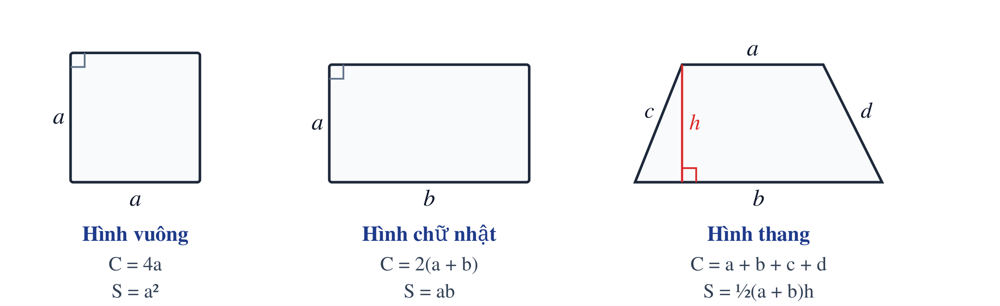 a
a
Hình vuông
C = 4a
S = a²
a
b
Hình chữ nhật
C = 2(a + b)
S = ab
a
c
h
d
b
Hình thang
C = a + b + c + d
S = ½(a + b)h